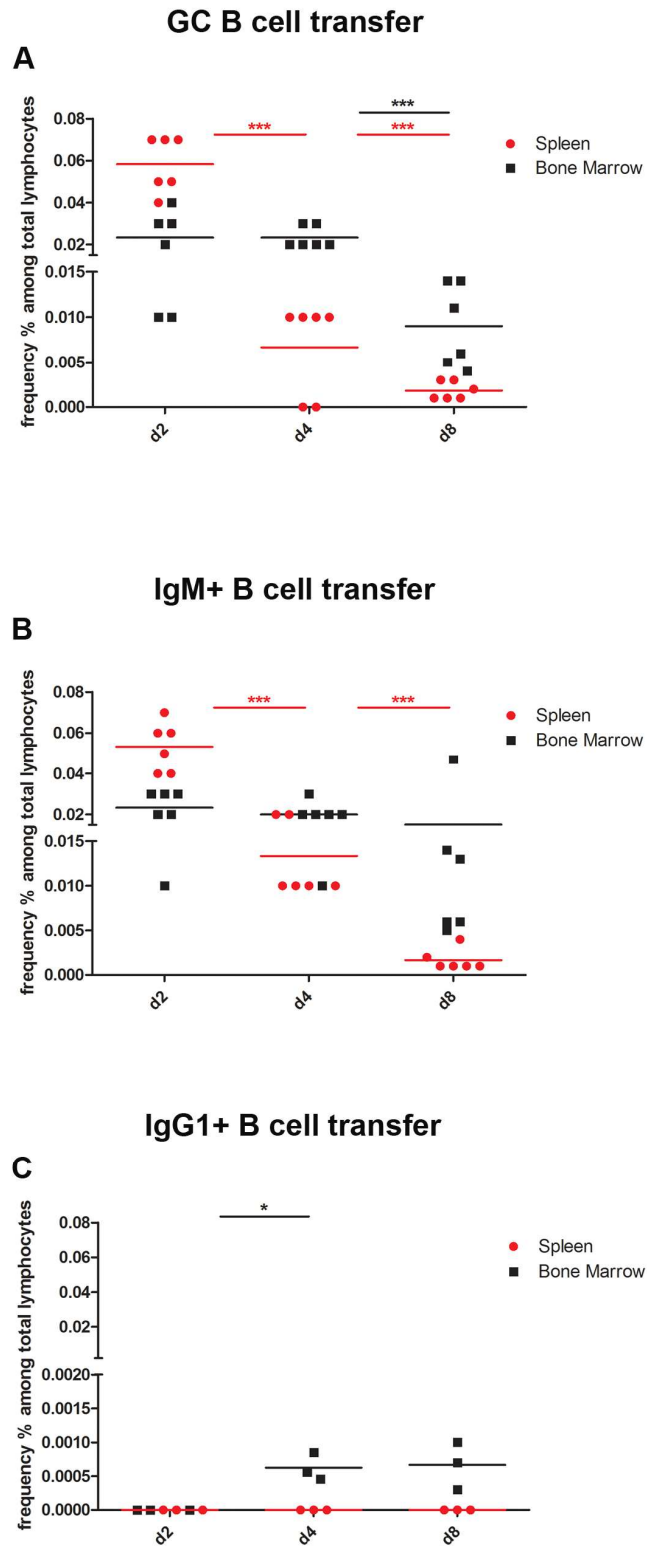 GC B cell transfer
A
frequency % among total lymphocytes
0.08
0.06
0.04
0.02
0.015
0.010
0.005
0.000
***
***
***
Spleen
Bone Marrow
d2
d4
d8
IgM+ B cell transfer
B
frequency % among total lymphocytes
0.08
0.06
0.04
0.02
0.015
0.010
0.005
0.000
***
***
Spleen
Bone Marrow
d2
d4
d8
IgG1+ B cell transfer
C
frequency % among total lymphocytes
0.08
0.06
0.04
0.02
0.0020
0.0015
0.0010
0.0005
0.0000
*
Spleen
Bone Marrow
d2
d4
d8